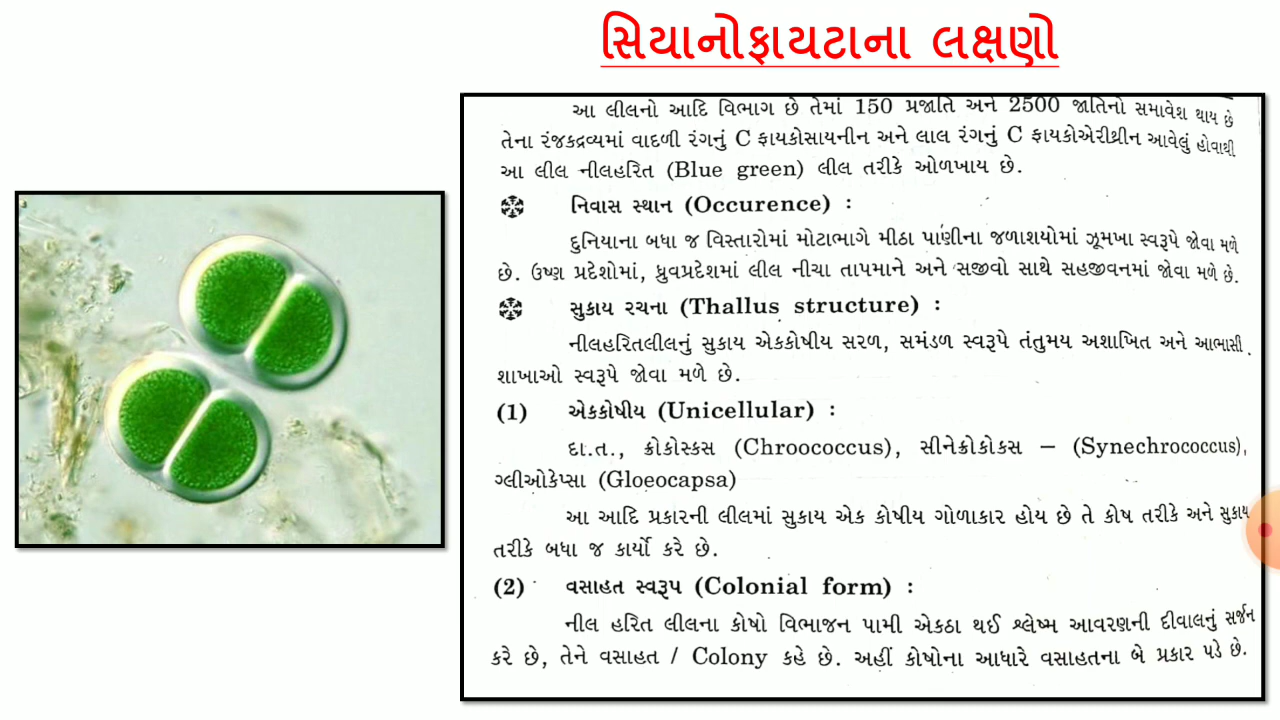 સિયાનોફાયટાના લક્ષણો
આ લીલનો આદિ વિભાગ છે તેમાં 150 પ્રજાતિ અને 2500 જાતિનો સમાવેશ થાય છે
તેના રંજકદ્રવ્યમાં વાદળી રંગનું C ફાયકોસાયનીન અને લાલ રંગનું C ફાયકોએરીથ્રીન આવેલું હોવાથી
આ લીલ નીલહરિત (Blue green) લીલ તરીકે ઓળખાય છે.
નિવાસ સ્થાન (Occurence) :
દુનિયાના બધા જ વિસ્તારોમાં મોટાભાગે મીઠા પાણીના જળાશયોમાં ઝૂમખા સ્વરૂપે જોવા મળે
છે. ઉષ્ણ પ્રદેશોમાં, ધ્રુવપ્રદેશમાં લીલ નીચા તાપમાને અને સજીવો સાથે સહજીવનમાં જોવા મળે છે.
સુકાય રચના (Thallus structure) :
નીલહરિતલીલનું સુકાય એકકોષીય સરળ, સમંડળ સ્વરૂપે તંતુમય અશાખિત અને આભાસી
શાખાઓ સ્વરૂપે જોવા મળે છે.
(1) એકકોષીય (Unicellular) :
દા.ત., ક્રોકોસ્કસ (Chroococcus), સીનેક્રોકોકસ – (Synechrococcus),
ગ્લીઓકેપ્સા (Gloeocapsa)
આ આદિ પ્રકારની લીલમાં સુકાય એક કોષીય ગોળાકાર હોય છે તે કોષ તરીકે અને સુકાય
તરીકે બધા જ કાર્યો કરે છે.
(2) વસાહત સ્વરૂપ (Colonial form) :
નીલ હરિત લીલના કોષો વિભાજન પામી એકઠા થઈ શ્લેષ્મ આવરણની દીવાલનું સર્જન
કરે છે, તેને વસાહત / Colony કહે છે. અહીં કોષોના આધારે વસાહતના બે પ્રકાર પડે છે.